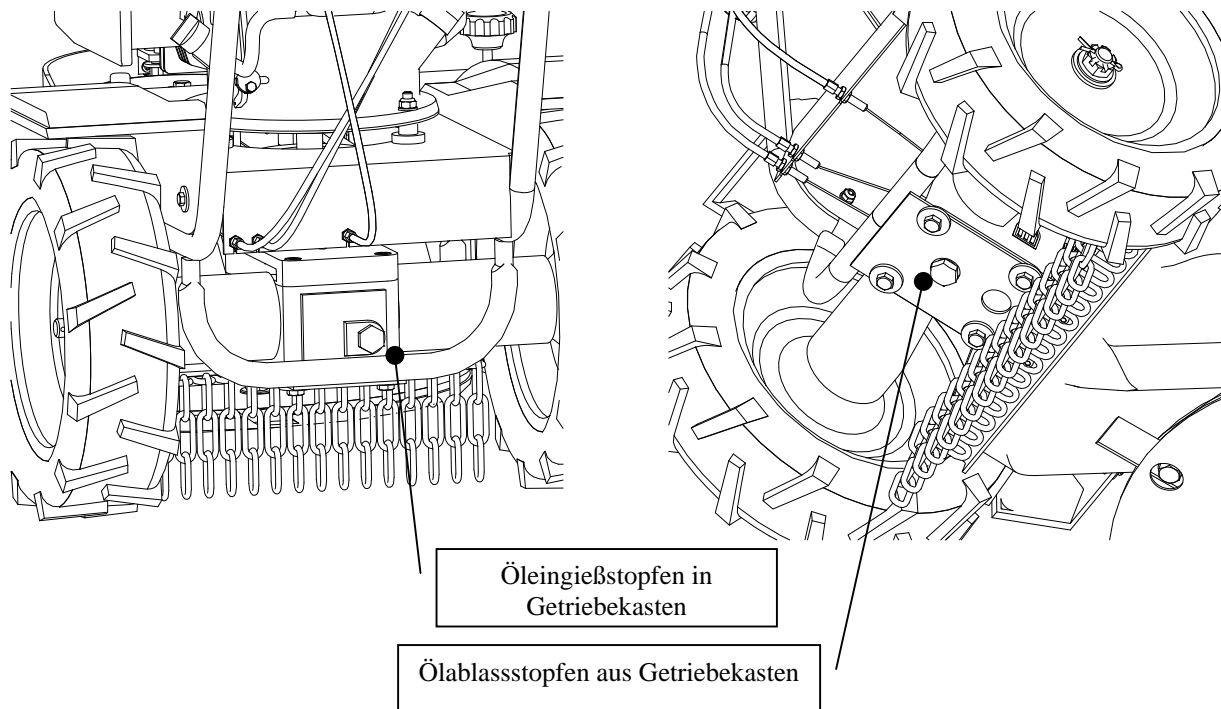 Öleingießstopfen in
Getriebekasten
Ölablassstopfen aus Getriebekasten